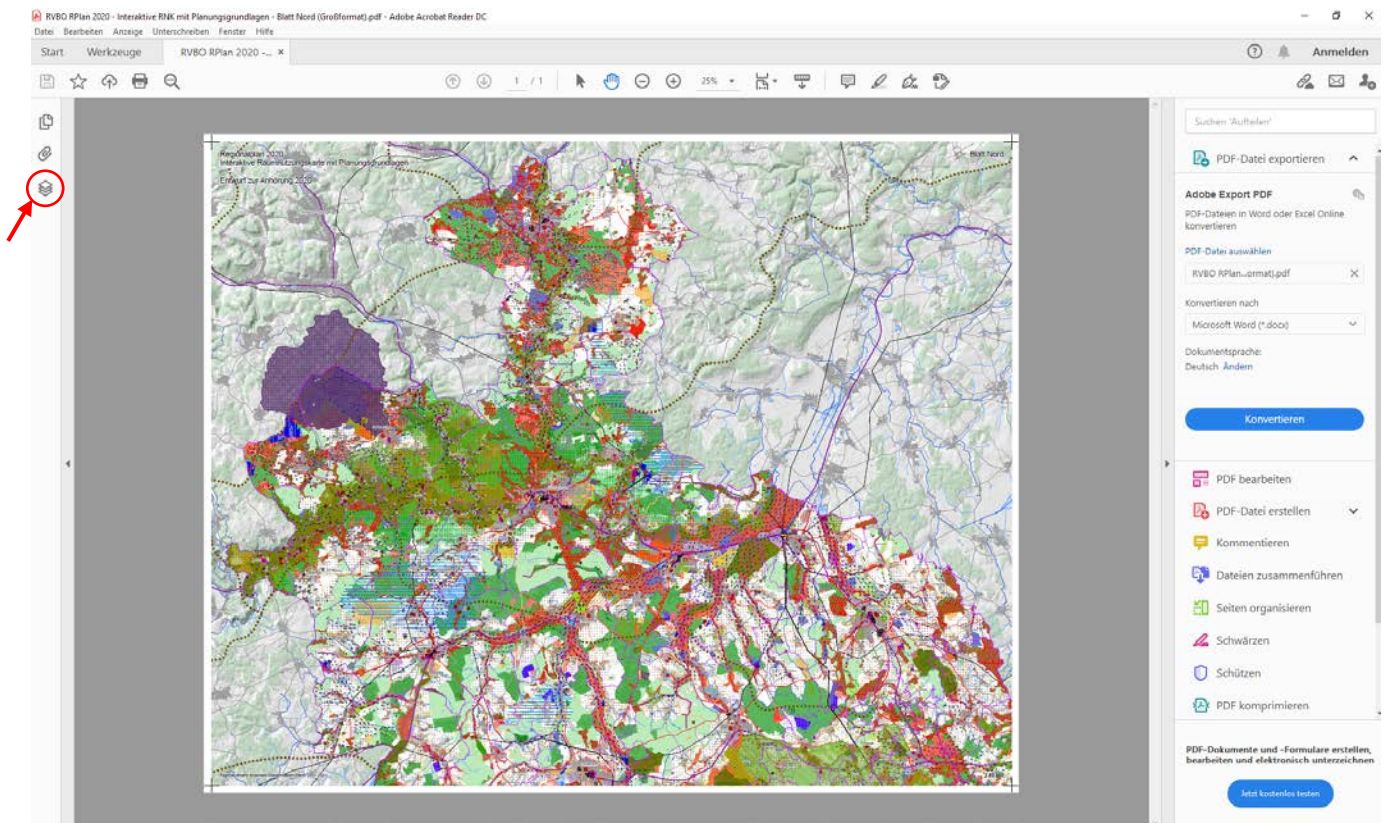 RVBO RPlan 2020 - Interaktive RNK mit Planungsgrundlagen - Blatt Nord (Großformat).pdf - Adobe Acrobat Reader DC
Datei Bearbeiten Anzeige Unterschreiben Fenster Hilfe
Start Werkzeuge RVBO RPlan 2020 -... ×
Anmelden
1 / 1
25%
Suchen 'Aufteilen'
PDF-Datei exportieren
Adobe Export PDF
PDF-Dateien in Word oder Excel Online
konvertieren
PDF-Datei auswählen
RVBO RPlan...ormat).pdf
Konvertieren nach
Microsoft Word (*.docx)
Dokumentsprache:
Deutsch Ändern
Konvertieren
PDF bearbeiten
PDF-Datei erstellen
Kommentieren
Dateien zusammenführen
Seiten organisieren
Schwärzen
Schützen
PDF komprimieren
PDF-Dokumente und -Formulare erstellen,
bearbeiten und elektronisch unterzeichnen
Jetzt kostenlos testen
Regionalplan 2020
Interaktive Raumnutzungskarte mit Planungsgrundlagen
Entwurf zur Anhörung 2020
Blatt Nord